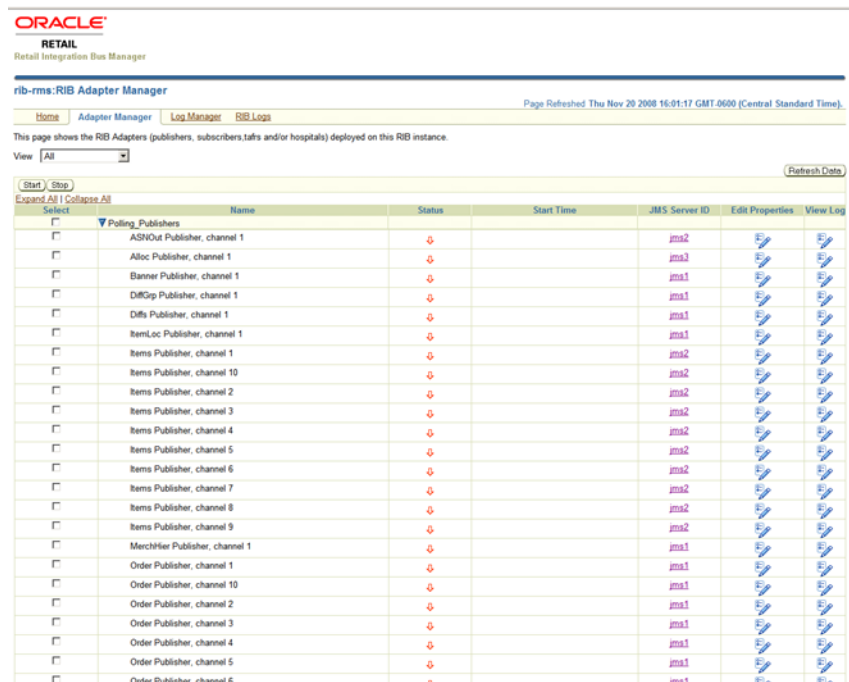 ORACLE
RETAIL
Retail Integration Bus Manager
rib-rms:RIB Adapter Manager
Page Refreshed Thu Nov 20 2008 16:01:17 GMT-0600 (Central Standard Time).
Home Adapter Manager Log Manager RIB Logs
This page shows the RIB Adapters (publishers, subscribers,tafrs and/or hospitals) deployed on this RIB instance.
View All
Refresh Data
Start Stop
Expand All | Collapse All
Select Name Status Start Time JMS Server ID Edit Properties View Log
Polling_Publishers
ASNOut Publisher, channel 1 jms2
Alloc Publisher, channel 1 jms3
Banner Publisher, channel 1 jms1
DiffGrp Publisher, channel 1 jms1
Diffs Publisher, channel 1 jms1
ItemLoc Publisher, channel 1 jms1
Items Publisher, channel 1 jms2
Items Publisher, channel 10 jms2
Items Publisher, channel 2 jms2
Items Publisher, channel 3 jms2
Items Publisher, channel 4 jms2
Items Publisher, channel 5 jms2
Items Publisher, channel 6 jms2
Items Publisher, channel 7 jms2
Items Publisher, channel 8 jms2
Items Publisher, channel 9 jms2
MerchHier Publisher, channel 1 jms1
Order Publisher, channel 1 jms1
Order Publisher, channel 10 jms1
Order Publisher, channel 2 jms1
Order Publisher, channel 3 jms1
Order Publisher, channel 4 jms1
Order Publisher, channel 5 jms1
Order Publisher, channel 6 jms1